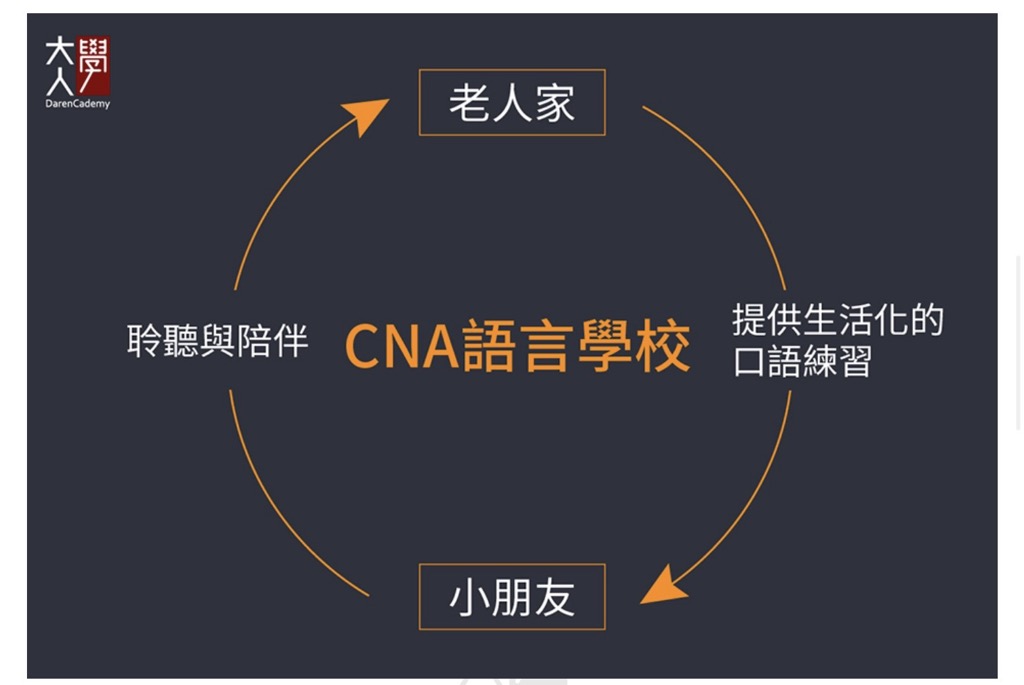 大學
人
DarenCademy
老人家
聆聽與陪伴
CNA語言學校
提供生活化的
口語練習
小朋友